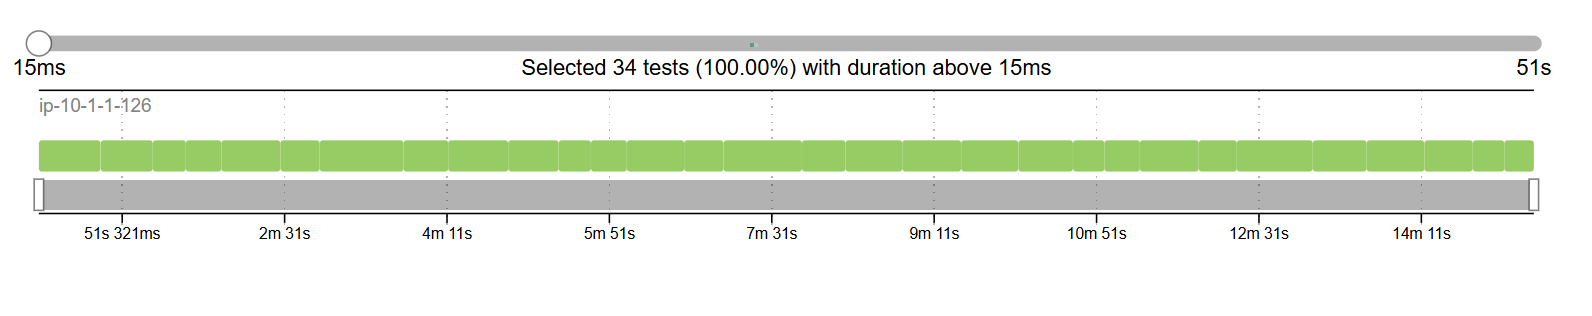 15ms
Selected 34 tests (100.00%) with duration above 15ms
51s
ip-10-1-1-126
51s 321ms
2m 31s
4m 11s
5m 51s
7m 31s
9m 11s
10m 51s
12m 31s
14m 11s